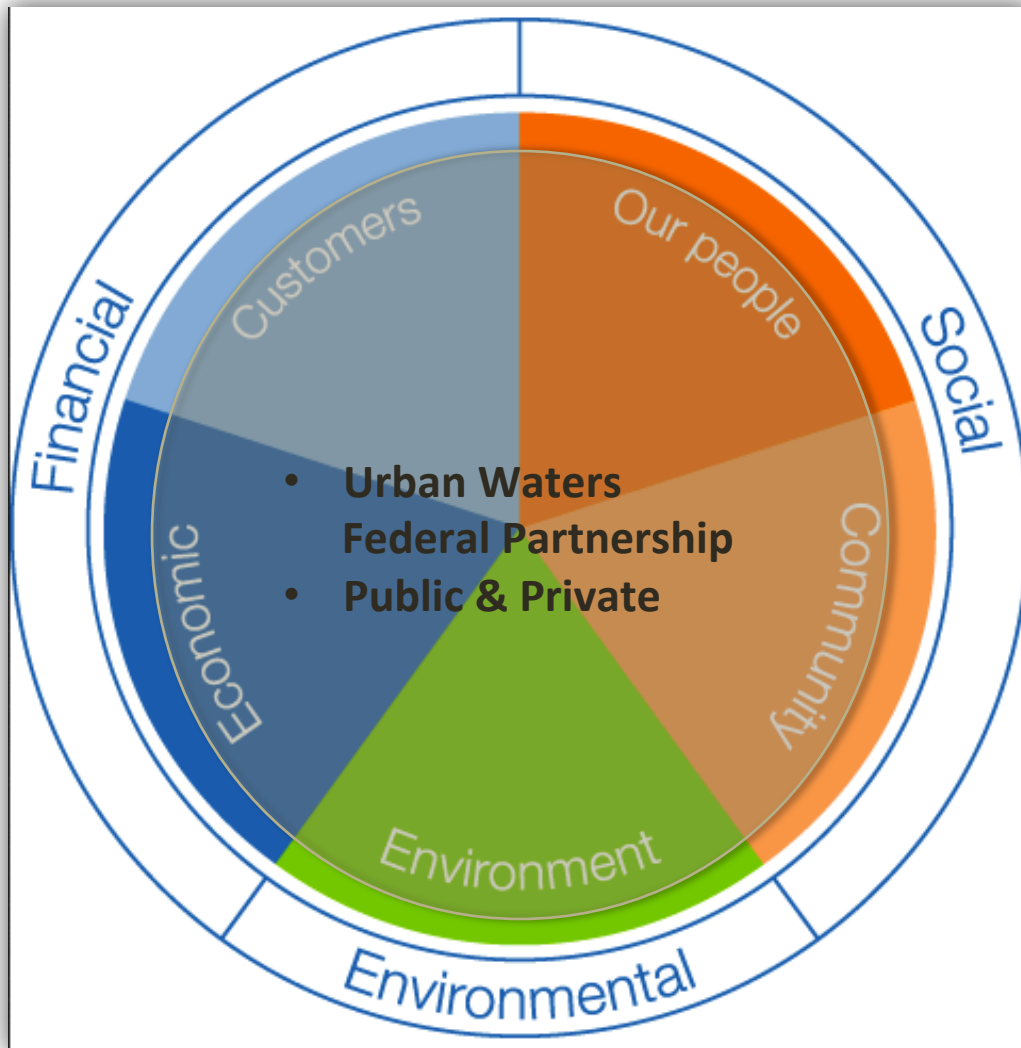 Customers
Our people
Financial
Social
• Urban Waters
Federal Partnership
• Public & Private
Economic
Community
Environment
Environmental